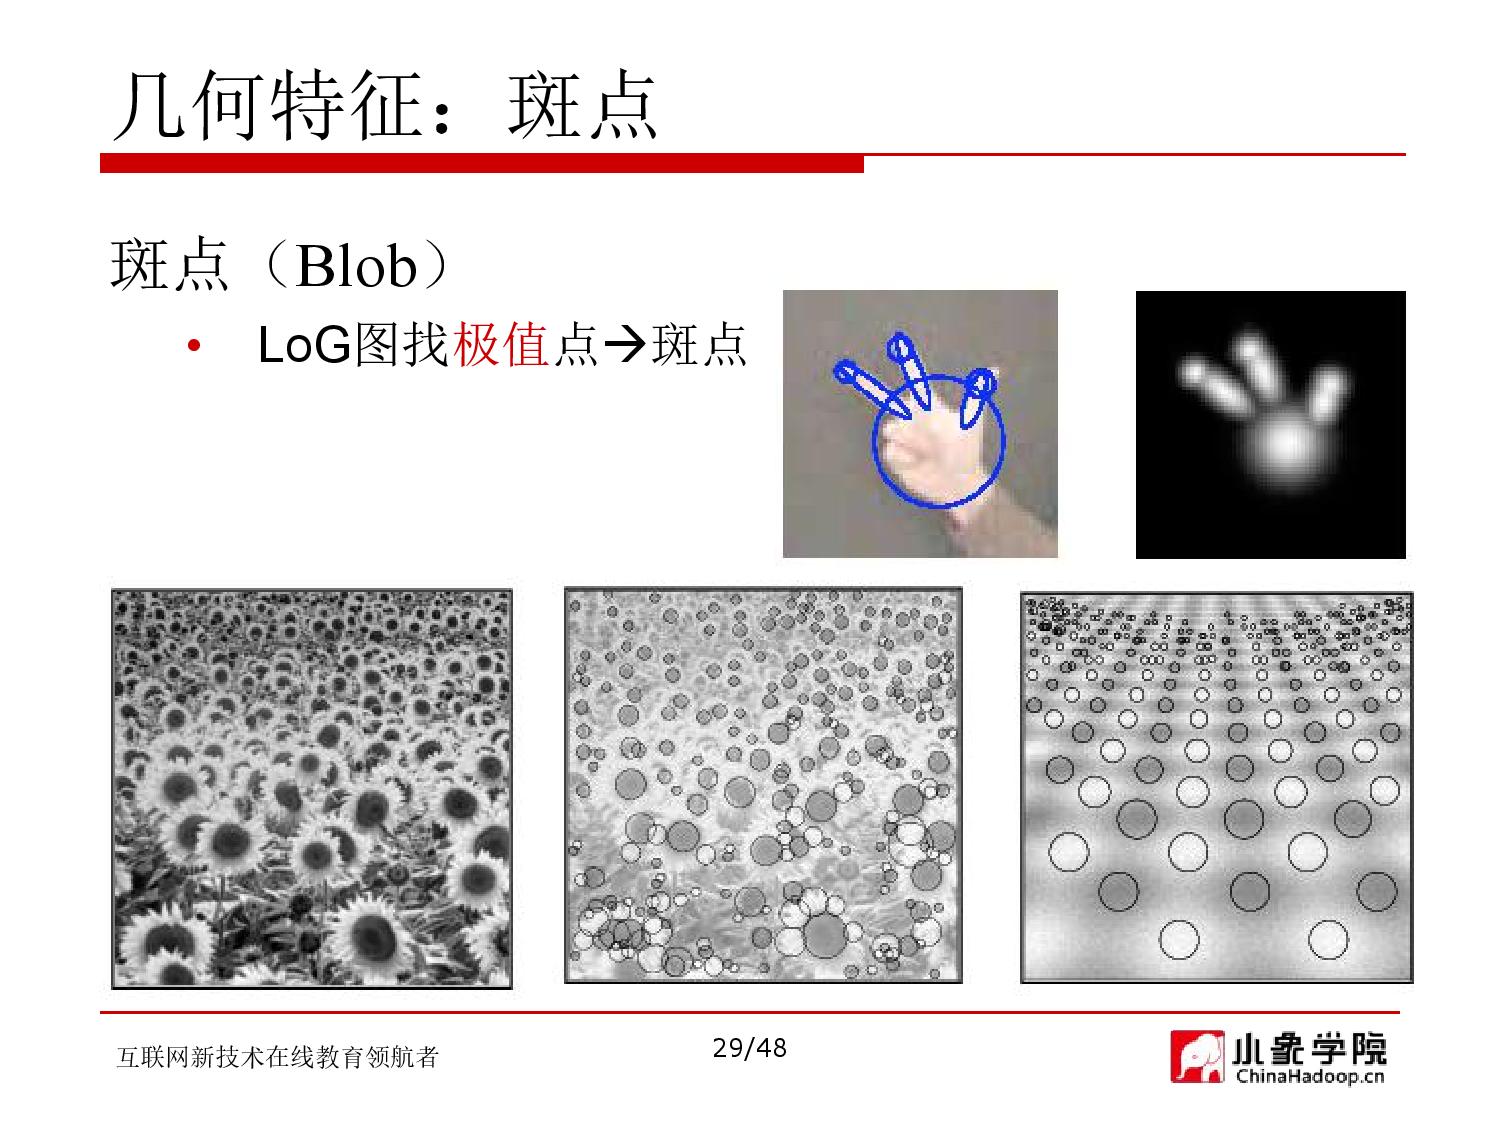 几何特征：斑点
斑点（Blob）
• LoG图找极值点→斑点
互联网新技术在线教育领航者
29/48
小象学院
ChinaHadoop.cn